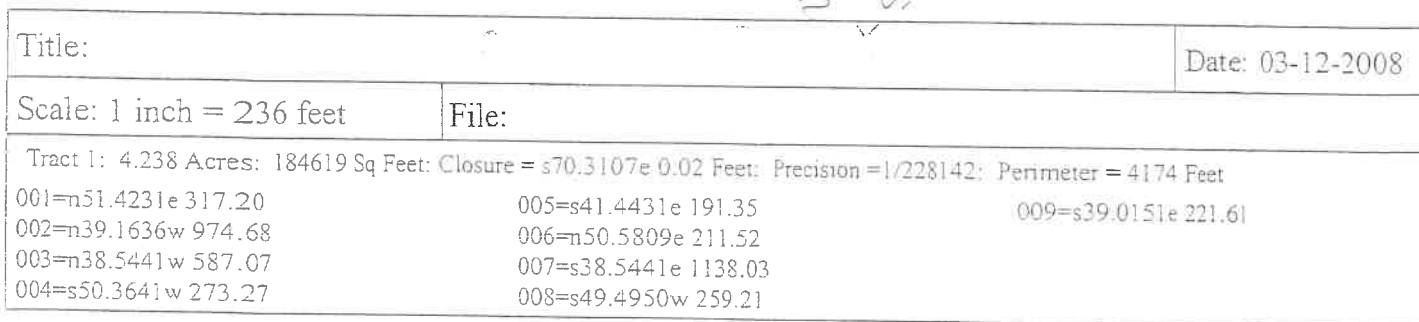 Title:
Date: 03-12-2008
Scale: 1 inch = 236 feet
File:
Tract 1: 4.238 Acres: 184619 Sq Feet: Closure = s70.3107e 0.02 Feet: Precision =1/228142: Perimeter = 4174 Feet
001=n51.4231e 317.20
002=n39.1636w 974.68
003=n38.5441w 587.07
004=s50.3641w 273.27
005=s41.4431e 191.35
006=n50.5809e 211.52
007=s38.5441e 1138.03
008=s49.4950w 259.21
009=s39.0151e 221.61